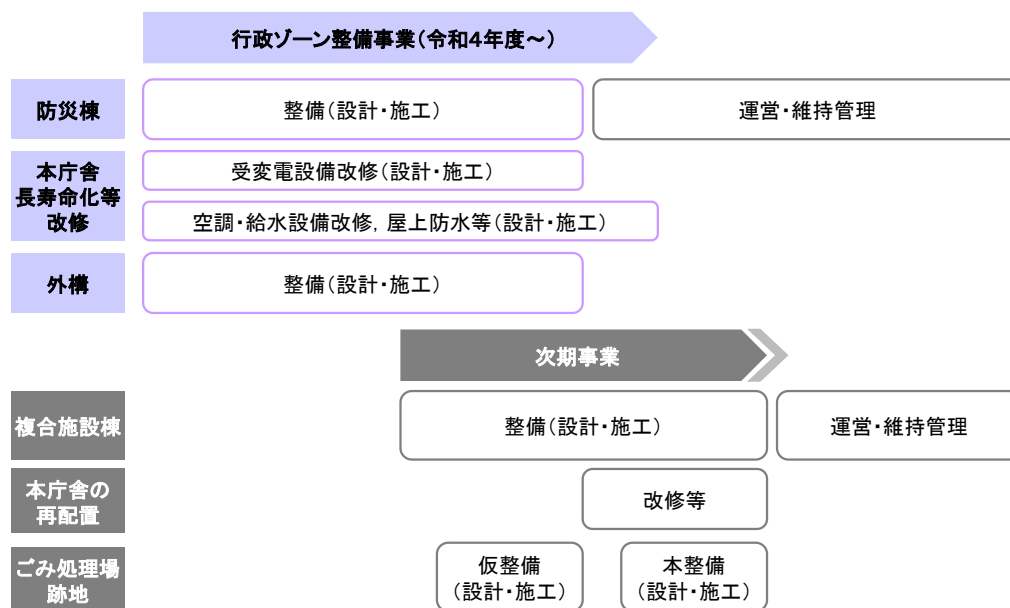 行政ゾーン整備事業(令和4年度～)
防災棟
整備(設計・施工)
運営・維持管理
本庁舎
長寿命化等
改修
受変電設備改修(設計・施工)
空調・給水設備改修, 屋上防水等(設計・施工)
外構
整備(設計・施工)
次期事業
複合施設棟
整備(設計・施工)
運営・維持管理
本庁舎の
再配置
改修等
ごみ処理場
跡地
仮整備
(設計・施工)
本整備
(設計・施工)